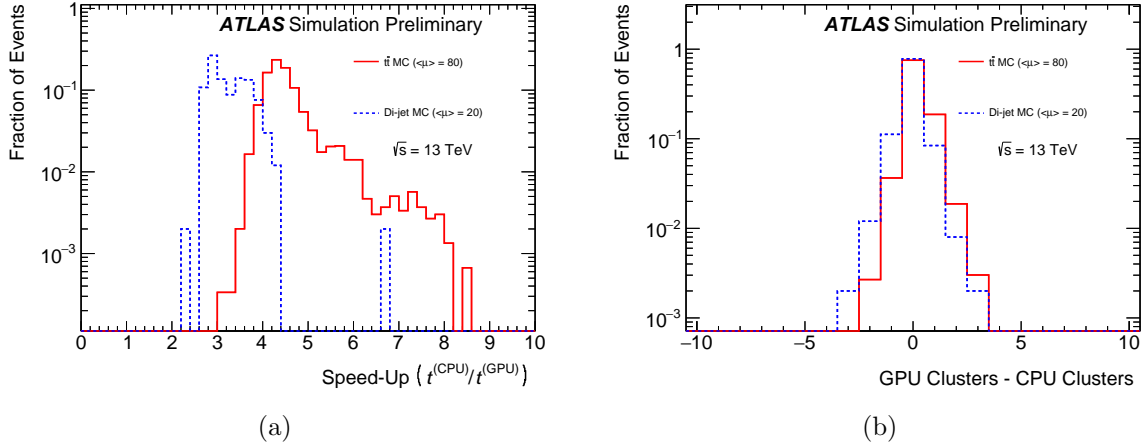 ATLAS Simulation Preliminary
Fraction of Events
tt̄ MC (<μ> = 80)
Di-jet MC (<μ> = 20)
√s = 13 TeV
10⁻¹
10⁻²
10⁻³
0 1 2 3 4 5 6 7 8 9 10
Speed-Up (t^(CPU)/t^(GPU))
(a)
ATLAS Simulation Preliminary
Fraction of Events
tt̄ MC (<μ> = 80)
Di-jet MC (<μ> = 20)
√s = 13 TeV
1
10⁻¹
10⁻²
10⁻³
−10 −5 0 5 10
GPU Clusters - CPU Clusters
(b)